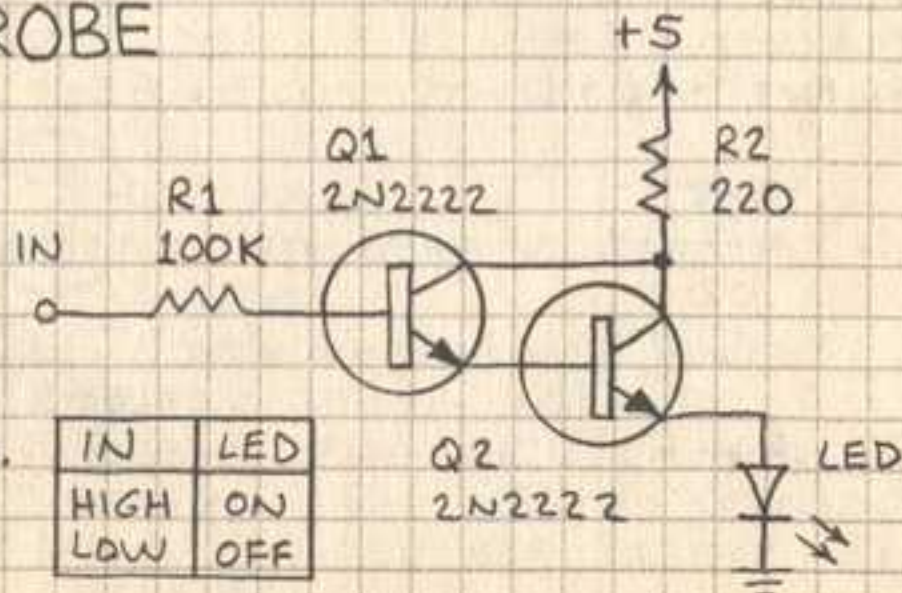 ROBE
+5
Q1
2N2222
R2
220
R1
100K
IN
IN LED
HIGH ON
LOW OFF
Q2
2N2222
LED